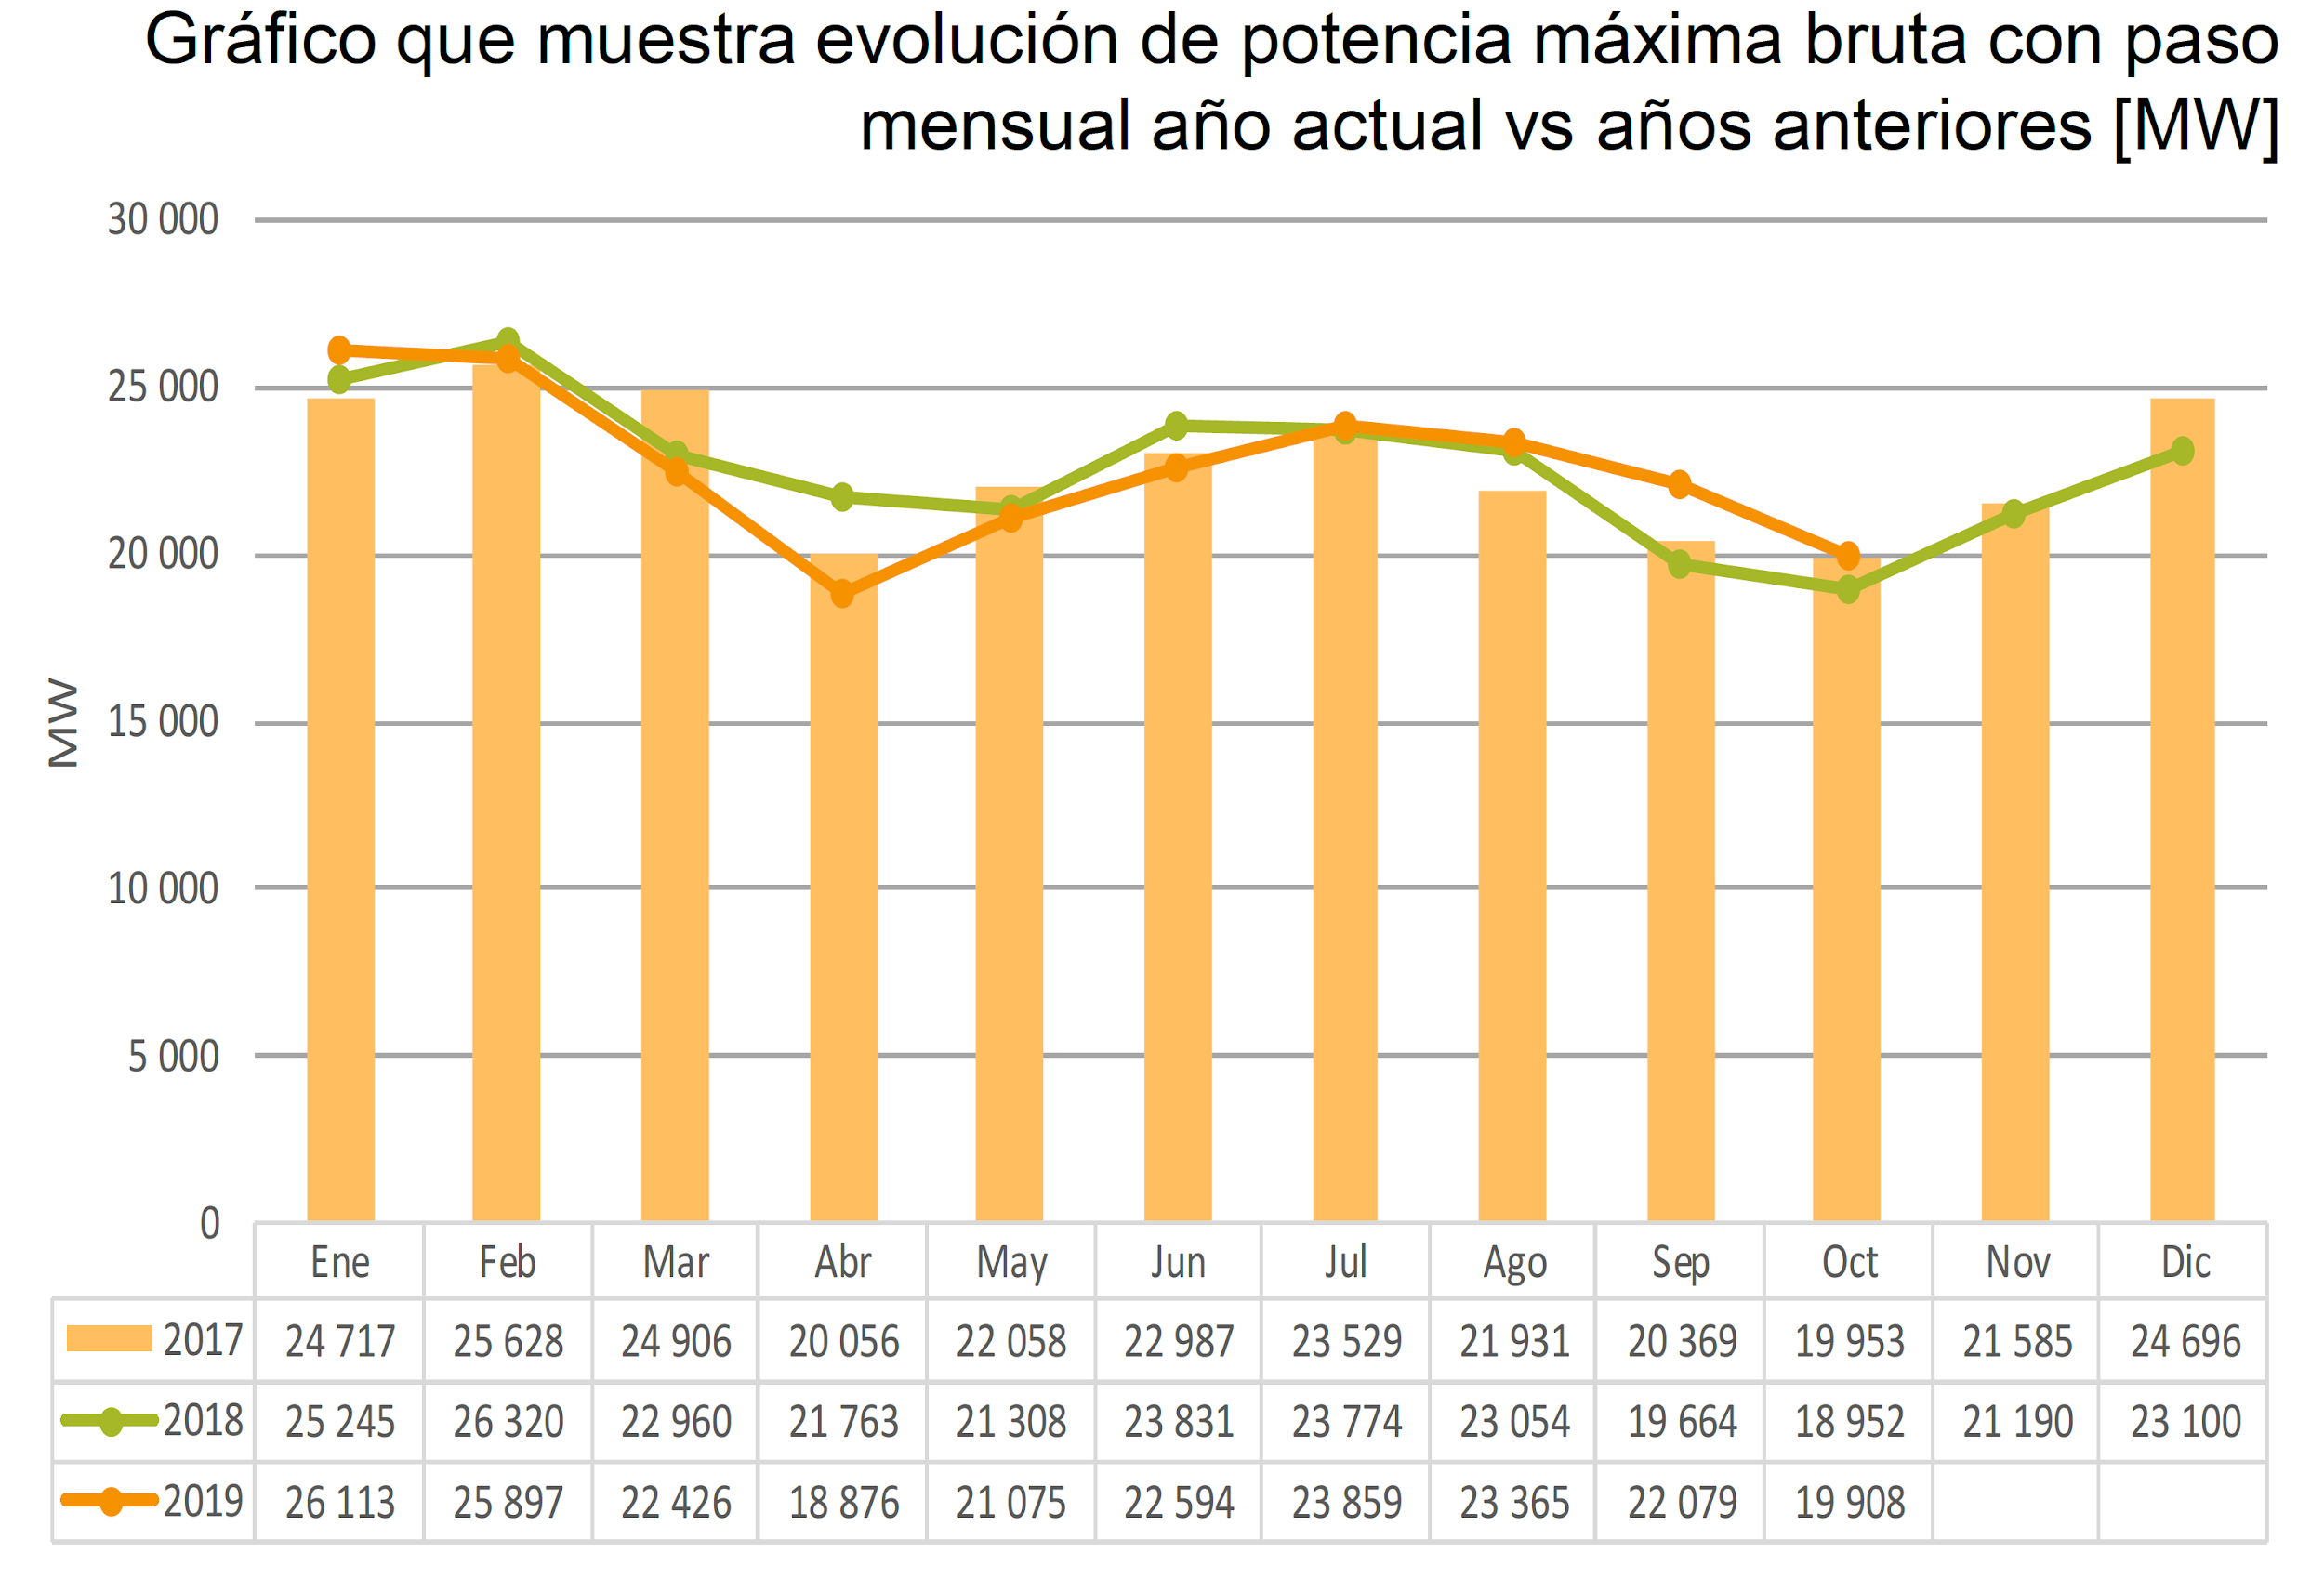 Gráfico que muestra evolución de potencia máxima bruta con paso
mensual año actual vs años anteriores [MW]
30 000
25 000
20 000
15 000
10 000
5 000
0
MW
Ene Feb Mar Abr May Jun Jul Ago Sep Oct Nov Dic
2017 24 717 25 628 24 906 20 056 22 058 22 987 23 529 21 931 20 369 19 953 21 585 24 696
2018 25 245 26 320 22 960 21 763 21 308 23 831 23 774 23 054 19 664 18 952 21 190 23 100
2019 26 113 25 897 22 426 18 876 21 075 22 594 23 859 23 365 22 079 19 908